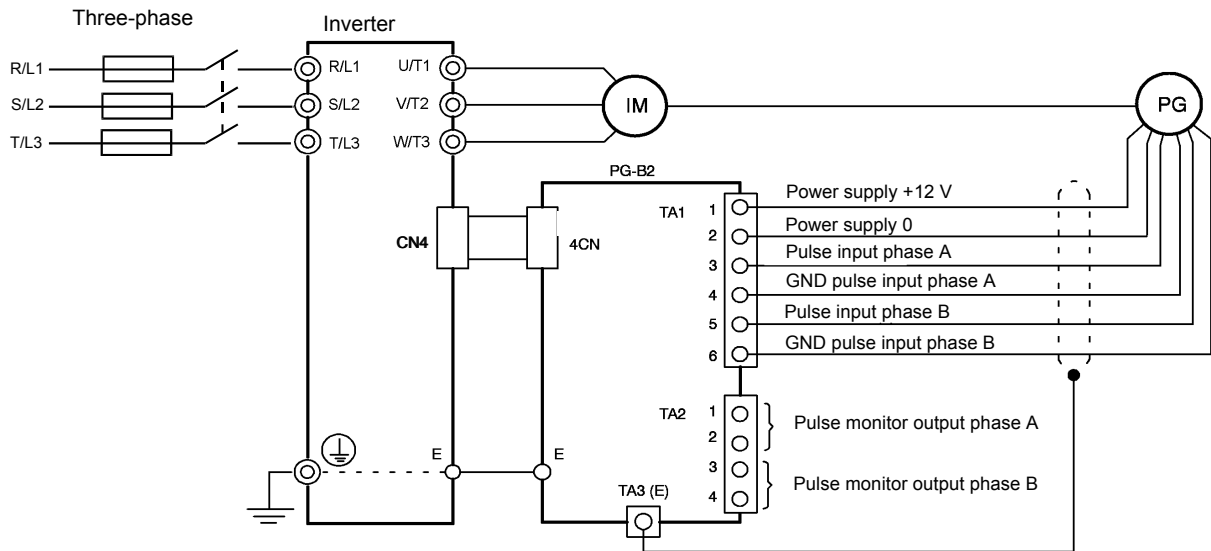 Three-phase
Inverter
R/L1
R/L1
U/T1
S/L2
S/L2
V/T2
IM
PG
T/L3
T/L3
W/T3
PG-B2
TA1
1
Power supply +12 V
2
Power supply 0
CN4
4CN
3
Pulse input phase A
4
GND pulse input phase A
5
Pulse input phase B
6
GND pulse input phase B
TA2
1
2
Pulse monitor output phase A
3
4
Pulse monitor output phase B
E
E
TA3 (E)